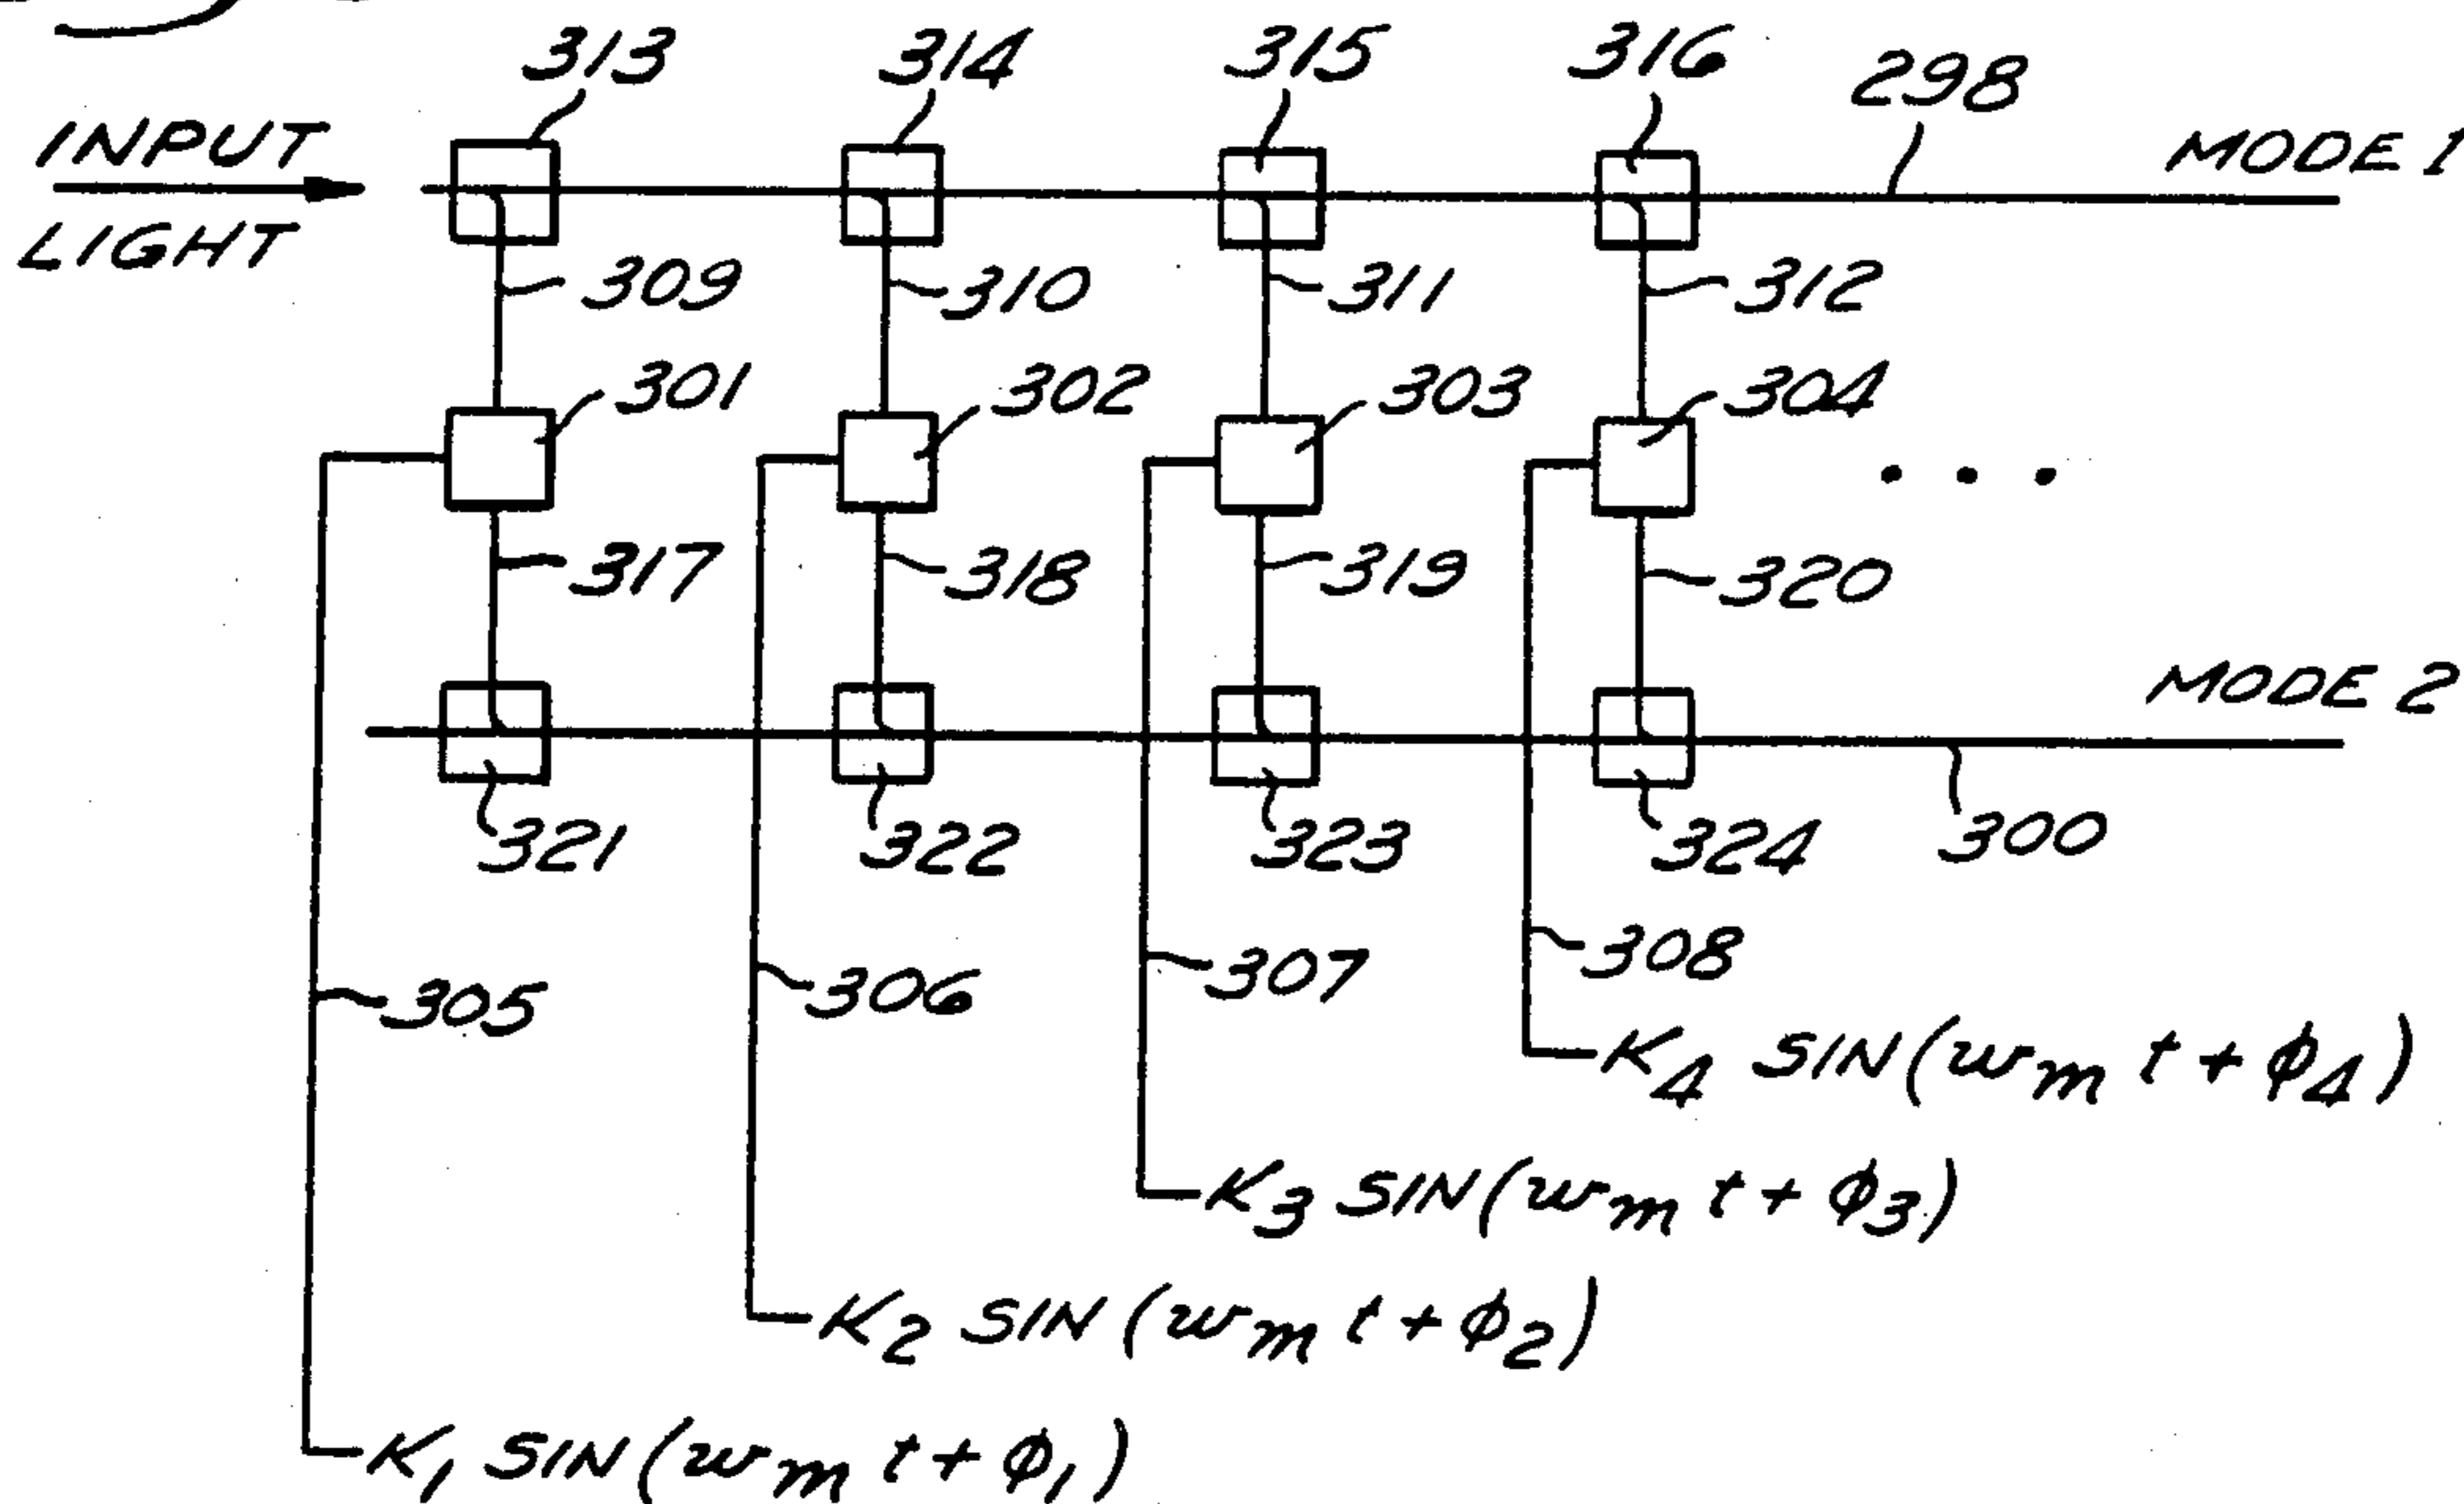 313 314 315 316 298
INPUT MODE 1
LIGHT
309 310 311 312
301 302 303 304
317 318 319 320
MODE 2
321 322 323 324 300
305 306 307 308
K₄ SIN(wm t + ϕ₄)
K₃ SIN(wm t + ϕ₃)
K₂ SIN(wm t + ϕ₂)
K₁ SIN(wm t + ϕ₁)